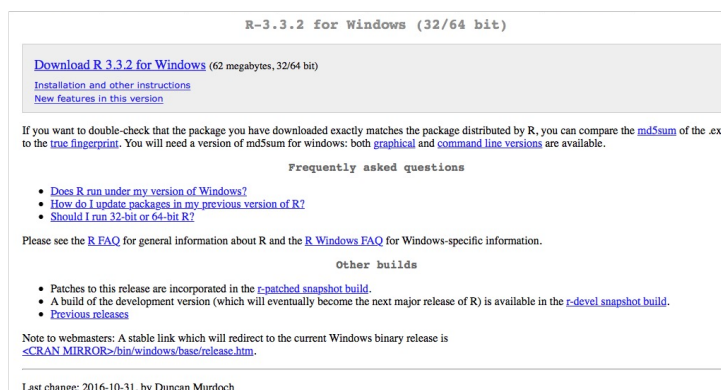 R-3.3.2 for Windows (32/64 bit)
Download R 3.3.2 for Windows (62 megabytes, 32/64 bit)
Installation and other instructions
New features in this version
If you want to double-check that the package you have downloaded exactly matches the package distributed by R, you can compare the md5sum of the .ex
to the true fingerprint. You will need a version of md5sum for windows: both graphical and command line versions are available.
Frequently asked questions
• Does R run under my version of Windows?
• How do I update packages in my previous version of R?
• Should I run 32-bit or 64-bit R?
Please see the R FAQ for general information about R and the R Windows FAQ for Windows-specific information.
Other builds
• Patches to this release are incorporated in the r-patched snapshot build.
• A build of the development version (which will eventually become the next major release of R) is available in the r-devel snapshot build.
• Previous releases
Note to webmasters: A stable link which will redirect to the current Windows binary release is
<CRAN MIRROR>/bin/windows/base/release.htm.
Last change: 2016-10-31, by Duncan Murdoch